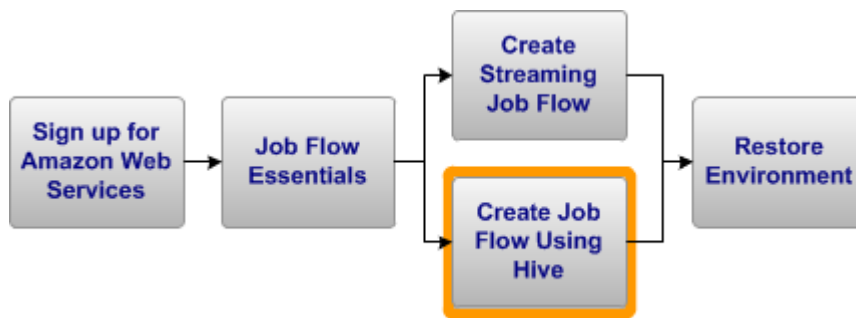 Sign up for
Amazon Web
Services
Job Flow
Essentials
Create
Streaming
Job Flow
Create Job
Flow Using
Hive
Restore
Environment